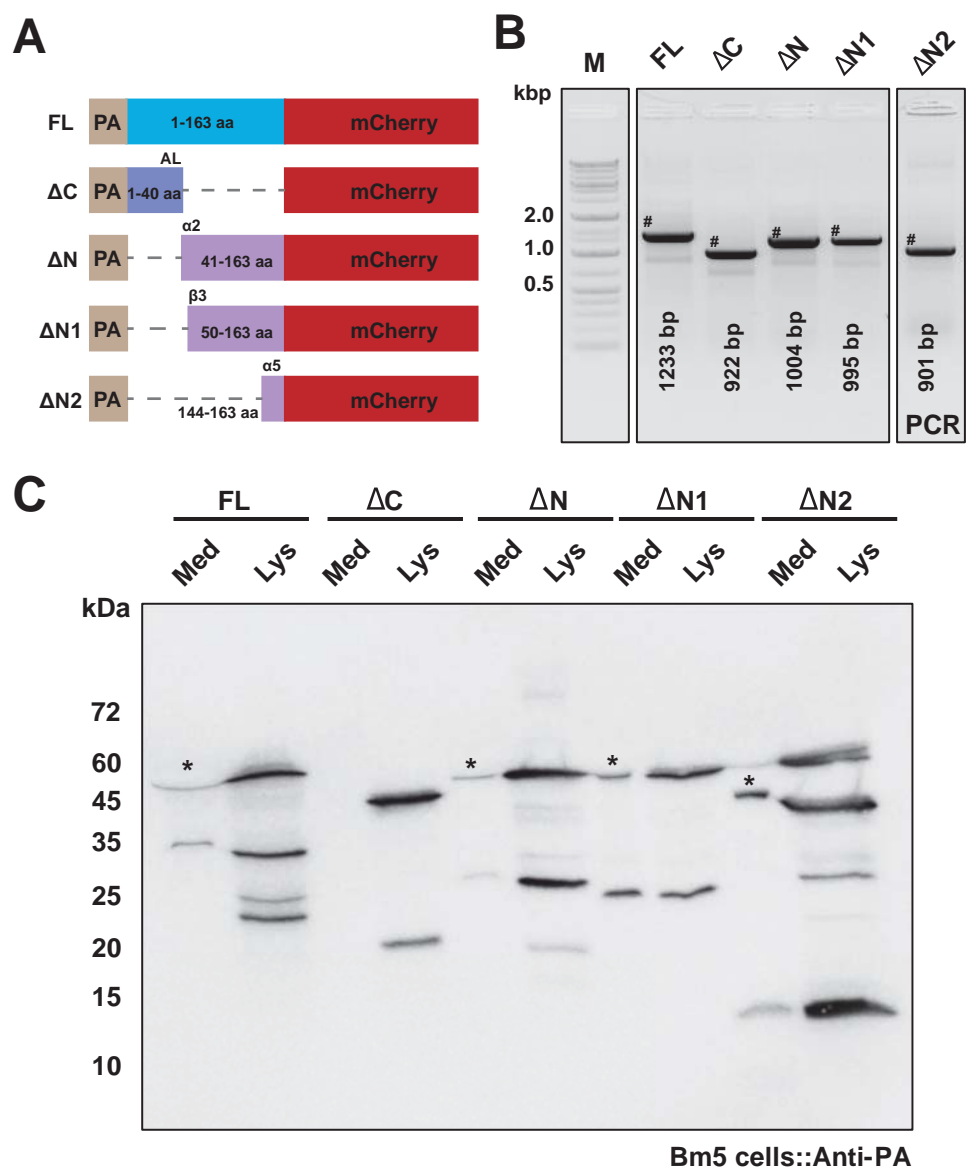 A
FL PA 1-163 aa mCherry
AL
ΔC PA 1-40 aa mCherry
α2
ΔN PA 41-163 aa mCherry
β3
ΔN1 PA 50-163 aa mCherry
α5
ΔN2 PA 144-163 aa mCherry
B
M FL ΔC ΔN ΔN1 ΔN2
kbp
# # # # #
2.0
1.0
0.5
1233 bp 922 bp 1004 bp 995 bp 901 bp
PCR
C
FL ΔC ΔN ΔN1 ΔN2
Med Lys Med Lys Med Lys Med Lys Med Lys
kDa
72
60
45
35
25
20
15
10
* * * *
Bm5 cells::Anti-PA